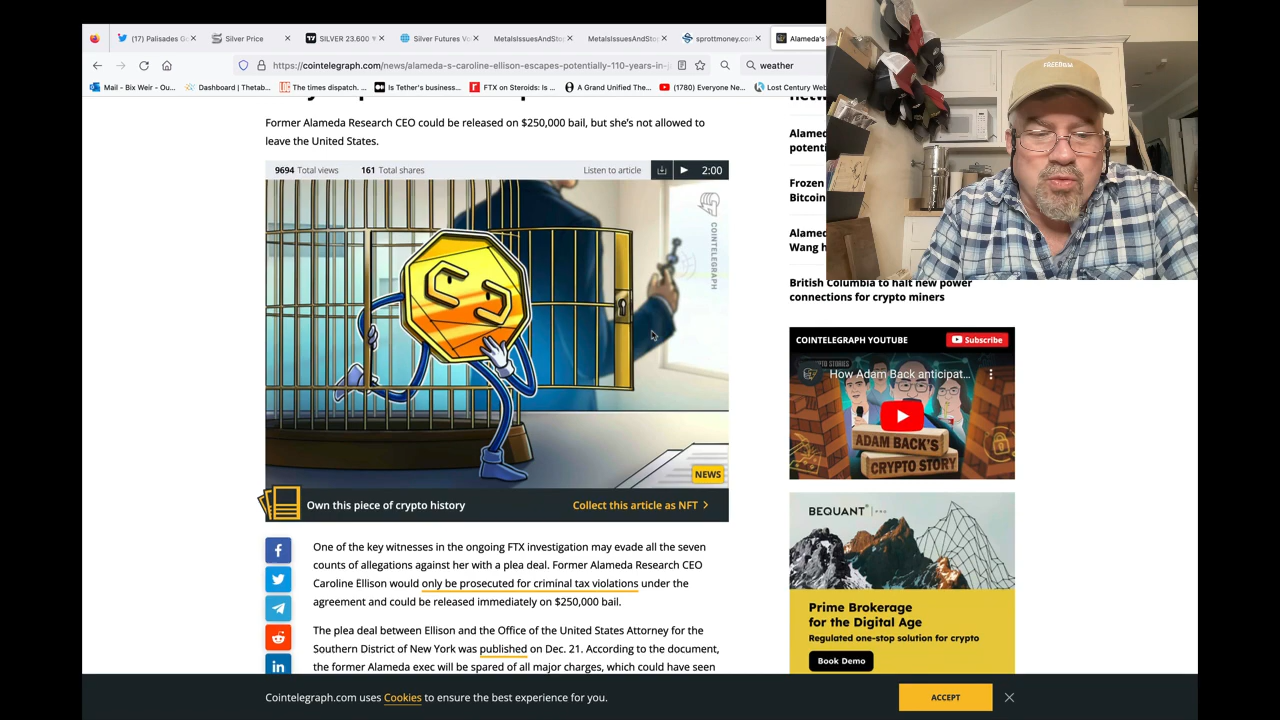 (17) Palisades G
Silver Price
SILVER 23.600
Silver Futures Vo
MetalsIssuesAndSto
MetalsIssuesAndSto
sprottmoney.com
Alameda's
https://cointelegraph.com/news/alameda-s-caroline-ellison-escapes-potentially-110-years-in-j
weather
Mail - Bix Weir - Ou...
Dashboard | Thetab...
The times dispatch. ...
Is Tether's business...
FTX on Steroids: Is ...
A Grand Unified The...
(1780) Everyone Ne...
Lost Century Web
Former Alameda Research CEO could be released on $250,000 bail, but she's not allowed to
leave the United States.
9694 Total views
161 Total shares
Listen to article
2:00
COINTELEGRAPH
NEWS
Own this piece of crypto history
Collect this article as NFT
One of the key witnesses in the ongoing FTX investigation may evade all the seven
counts of allegations against her with a plea deal. Former Alameda Research CEO
Caroline Ellison would only be prosecuted for criminal tax violations under the
agreement and could be released immediately on $250,000 bail.
The plea deal between Ellison and the Office of the United States Attorney for the
Southern District of New York was published on Dec. 21. According to the document,
the former Alameda exec will be spared of all major charges, which could have seen
Alamed
potenti
Frozen
Bitcoin
Alamed
Wang h
British Columbia to halt new power
connections for crypto miners
COINTELEGRAPH YOUTUBE
Subscribe
How Adam Back anticipat...
ADAM BACK'S
CRYPTO STORY
BEQUANT
Prime Brokerage
for the Digital Age
Regulated one-stop solution for crypto
Book Demo
Cointelegraph.com uses Cookies to ensure the best experience for you.
ACCEPT